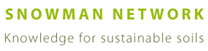 SNOWMAN NETWORK
Knowledge for sustainable soils